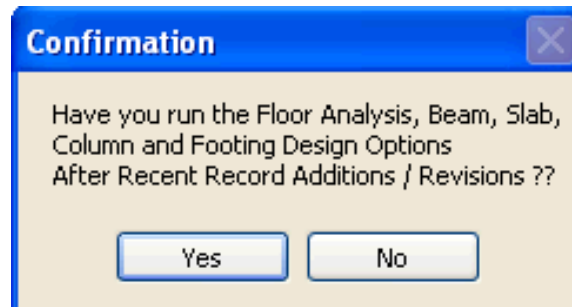 Confirmation
Have you run the Floor Analysis, Beam, Slab,
Column and Footing Design Options
After Recent Record Additions / Revisions ??
Yes No